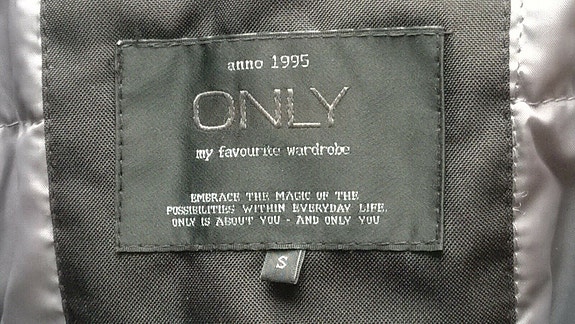 anno 1995
ONLY
my favourite wardrobe
EMBRACE THE MAGIC OF THE
POSSIBILITIES WITHIN EVERYDAY LIFE.
ONLY IS ABOUT YOU - AND ONLY YOU
S